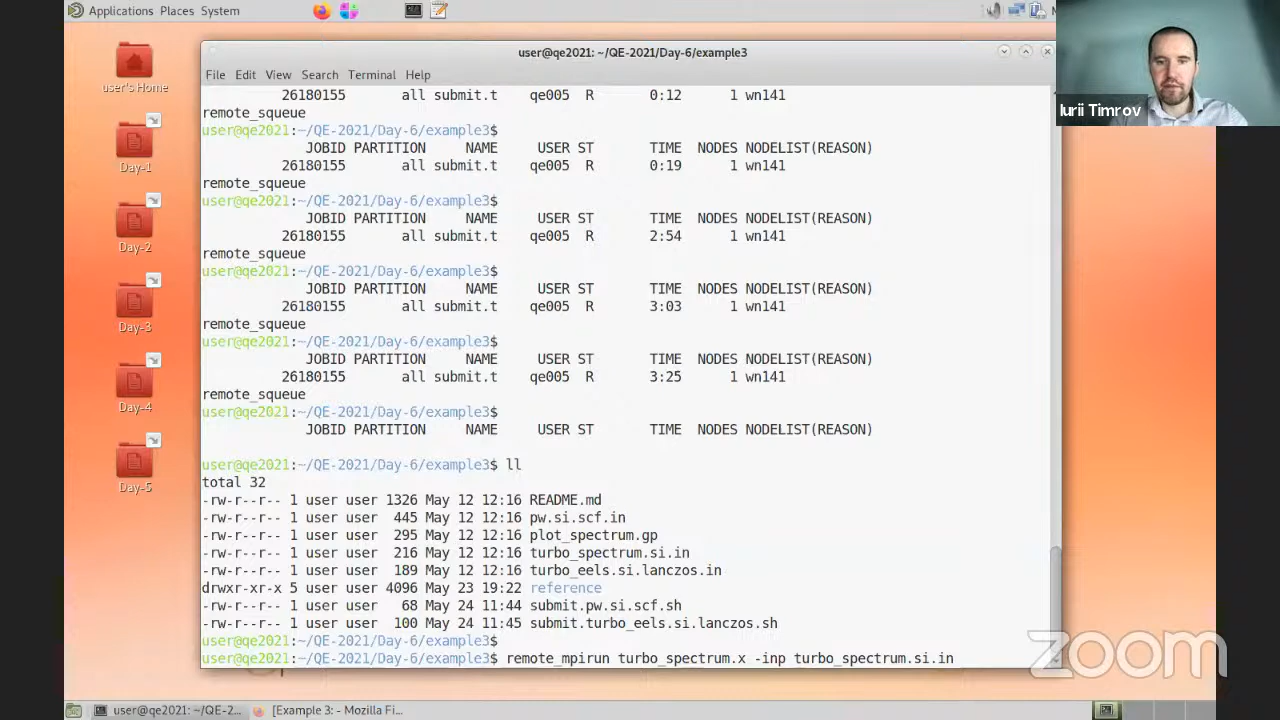 Applications Places System
user@qe2021: ~/QE-2021/Day-6/example3
File Edit View Search Terminal Help
26180155 all submit.t qe005 R 0:12 1 wn141
remote_squeue
user@qe2021:~/QE-2021/Day-6/example3$
JOBID PARTITION NAME USER ST TIME NODES NODELIST(REASON)
26180155 all submit.t qe005 R 0:19 1 wn141
remote_squeue
user@qe2021:~/QE-2021/Day-6/example3$
JOBID PARTITION NAME USER ST TIME NODES NODELIST(REASON)
26180155 all submit.t qe005 R 2:54 1 wn141
remote_squeue
user@qe2021:~/QE-2021/Day-6/example3$
JOBID PARTITION NAME USER ST TIME NODES NODELIST(REASON)
26180155 all submit.t qe005 R 3:03 1 wn141
remote_squeue
user@qe2021:~/QE-2021/Day-6/example3$
JOBID PARTITION NAME USER ST TIME NODES NODELIST(REASON)
26180155 all submit.t qe005 R 3:25 1 wn141
remote_squeue
user@qe2021:~/QE-2021/Day-6/example3$
JOBID PARTITION NAME USER ST TIME NODES NODELIST(REASON)
user@qe2021:~/QE-2021/Day-6/example3$ ll
total 32
-rw-r--r-- 1 user user 1326 May 12 12:16 README.md
-rw-r--r-- 1 user user 445 May 12 12:16 pw.si.scf.in
-rw-r--r-- 1 user user 295 May 12 12:16 plot_spectrum.gp
-rw-r--r-- 1 user user 216 May 12 12:16 turbo_spectrum.si.in
-rw-r--r-- 1 user user 189 May 12 12:16 turbo_eels.si.lanczos.in
drwxr-xr-x 5 user user 4096 May 23 19:22 reference
-rw-r--r-- 1 user user 68 May 24 11:44 submit.pw.si.scf.sh
-rw-r--r-- 1 user user 100 May 24 11:45 submit.turbo_eels.si.lanczos.sh
user@qe2021:~/QE-2021/Day-6/example3$
user@qe2021:~/QE-2021/Day-6/example3$ remote_mpirun turbo_spectrum.x -inp turbo_spectrum.si.in
user's Home
Day-1
Day-2
Day-3
Day-4
Day-5
Iurii Timrov
zoom
user@qe2021: ~/QE-2...
[Example 3: - Mozilla Fi...